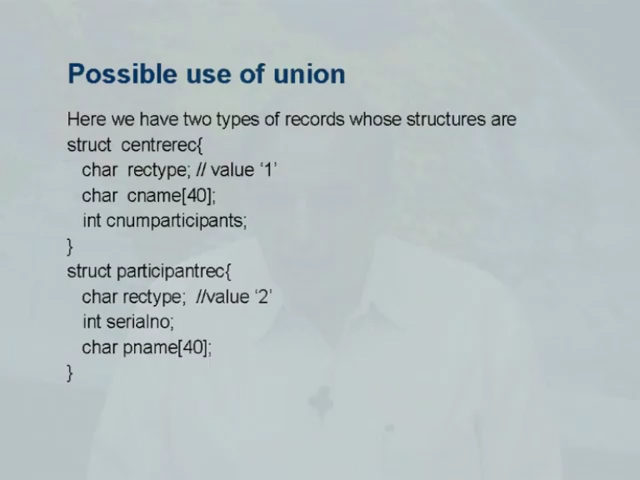 Possible use of union
Here we have two types of records whose structures are
struct  centrerec{
char  rectype; // value ‘1’
char  cname[40];
int cnumparticipants;
}
struct participantrec{
char rectype;  //value ‘2’
int serialno;
char pname[40];
}